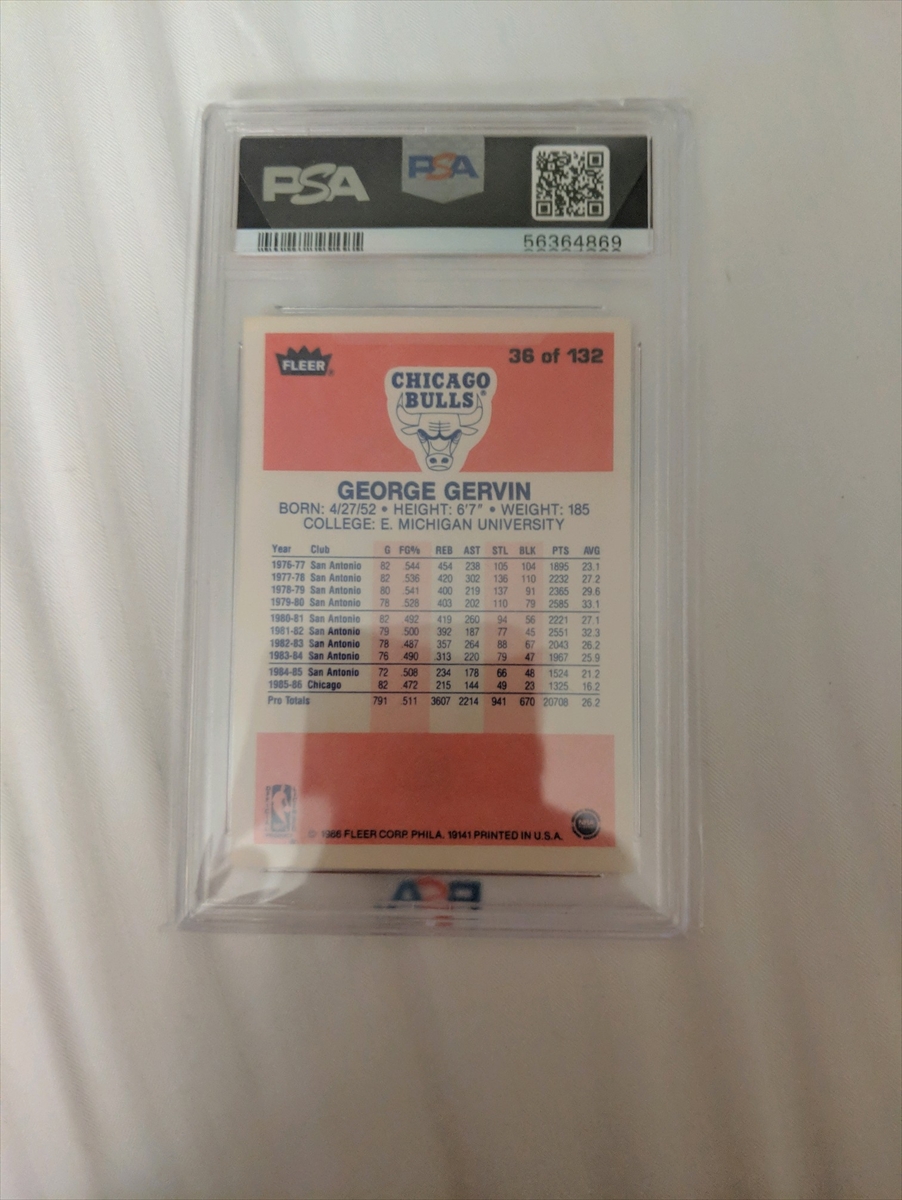 PSA PSA
56364869
FLEER® 36 of 132
CHICAGO
BULLS®
GEORGE GERVIN
BORN: 4/27/52 • HEIGHT: 6'7" • WEIGHT: 185
COLLEGE: E. MICHIGAN UNIVERSITY
Year Club G FG% REB AST STL BLK PTS AVG
1976-77 San Antonio 82 .544 454 238 105 104 1895 23.1
1977-78 San Antonio 82 .536 420 302 136 110 2232 27.2
1978-79 San Antonio 80 .541 400 219 137 91 2365 29.6
1979-80 San Antonio 78 .528 403 202 110 79 2585 33.1
1980-81 San Antonio 82 .492 419 260 94 56 2221 27.1
1981-82 San Antonio 79 .500 392 187 77 45 2551 32.3
1982-83 San Antonio 78 .487 357 264 88 67 2043 26.2
1983-84 San Antonio 76 .490 .313 220 79 47 1967 25.9
1984-85 San Antonio 72 .508 234 178 66 48 1524 21.2
1985-86 Chicago 82 .472 215 144 49 23 1325 16.2
Pro Totals 791 .511 3607 2214 941 670 20708 26.2
© 1986 FLEER CORP. PHILA. 19141 PRINTED IN U.S.A.
PSA